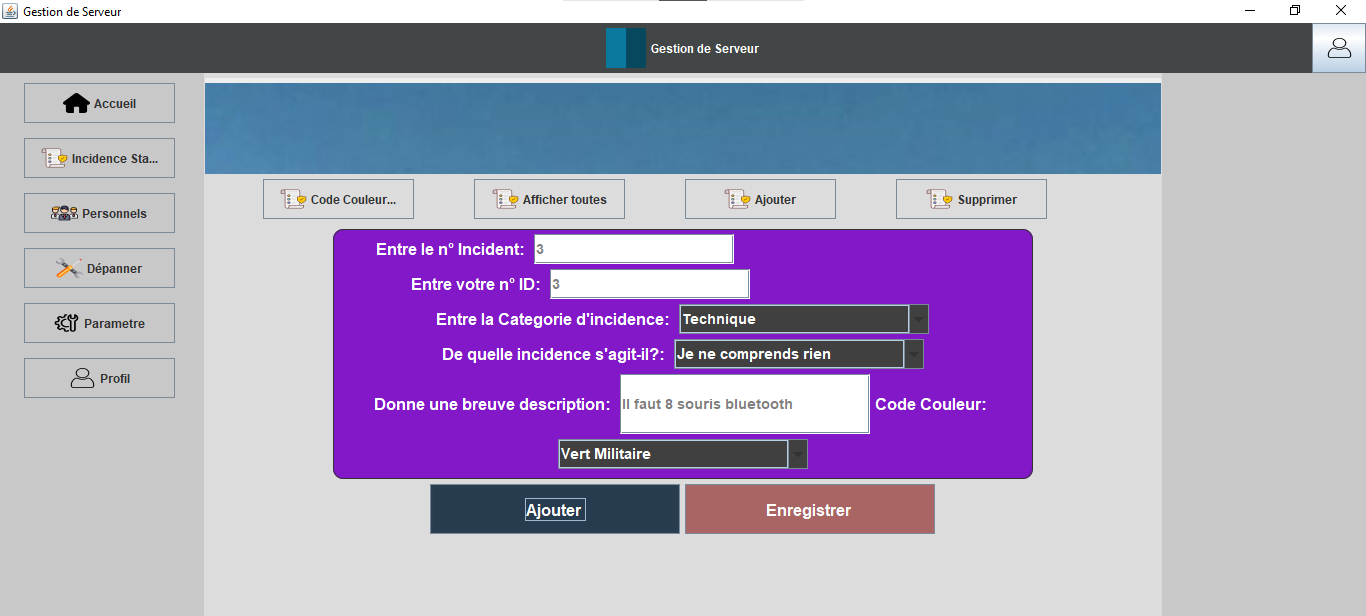 Gestion de Serveur
Gestion de Serveur
Accueil
Incidence Sta...
Personnels
Dépanner
Parametre
Profil
Code Couleur...
Afficher toutes
Ajouter
Supprimer
Entre le n° Incident: 3
Entre votre n° ID: 3
Entre la Categorie d'incidence: Technique
De quelle incidence s'agit-il?: Je ne comprends rien
Donne une breuve description: Il faut 8 souris bluetooth Code Couleur:
Vert Militaire
Ajouter Enregistrer